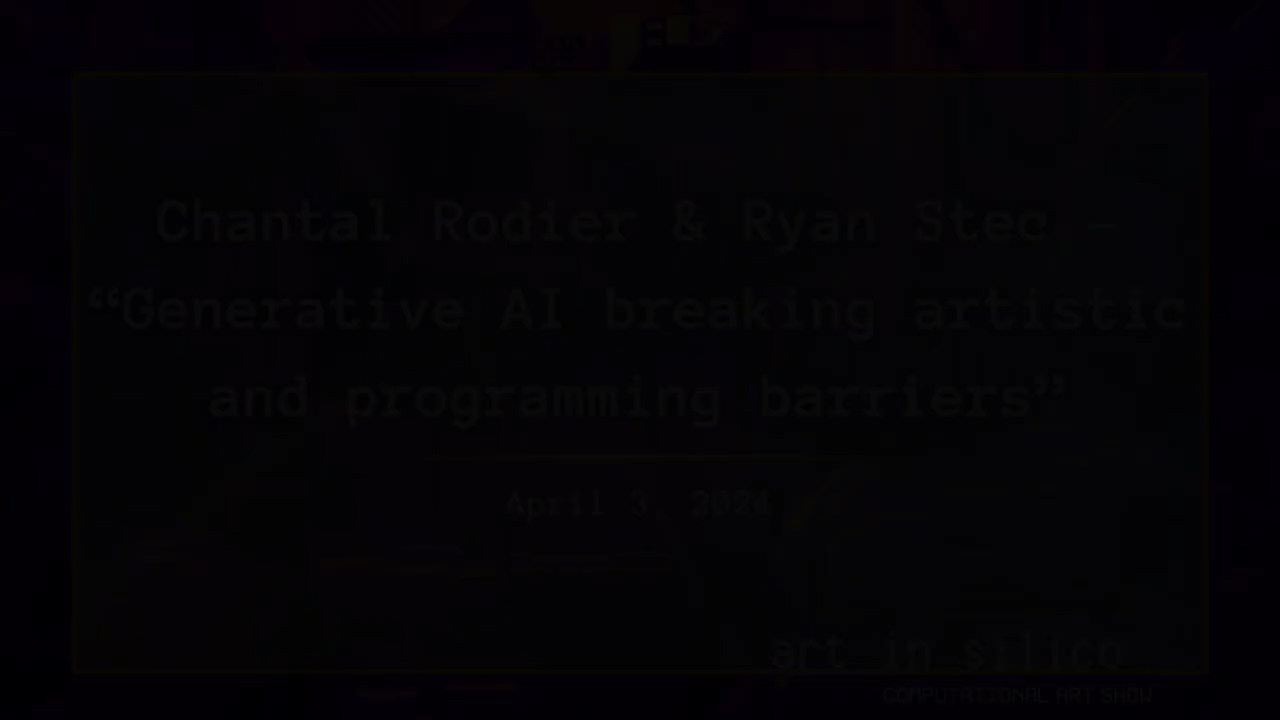 Chantal Rodier & Ryan Stec –
“Generative AI breaking artistic
and programming barriers”
April 3, 2024
art in silico
COMPUTATIONAL ART SHOW